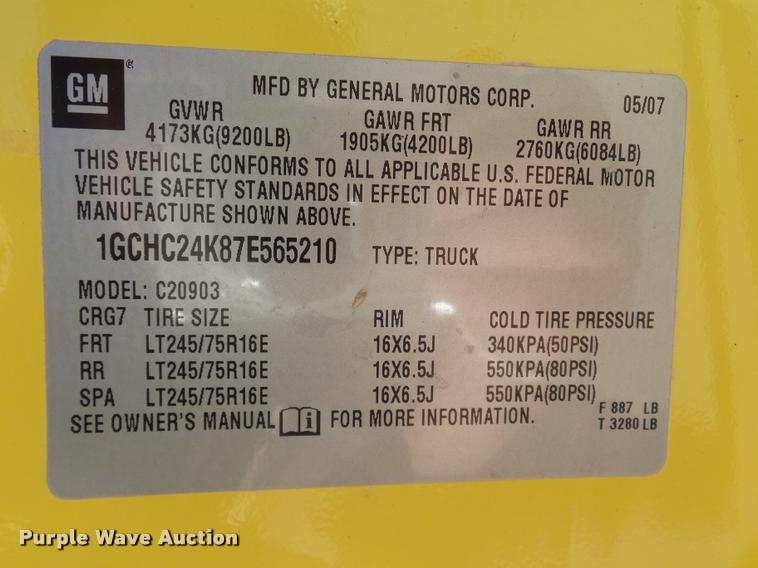 GM ®
MFD BY GENERAL MOTORS CORP. 05/07
GVWR GAWR FRT GAWR RR
4173KG(9200LB) 1905KG(4200LB) 2760KG(6084LB)
THIS VEHICLE CONFORMS TO ALL APPLICABLE U.S. FEDERAL MOTOR
VEHICLE SAFETY STANDARDS IN EFFECT ON THE DATE OF
MANUFACTURE SHOWN ABOVE.
1GCHC24K87E565210 TYPE: TRUCK
MODEL: C20903
CRG7 TIRE SIZE RIM COLD TIRE PRESSURE
FRT LT245/75R16E 16X6.5J 340KPA(50PSI)
RR LT245/75R16E 16X6.5J 550KPA(80PSI)
SPA LT245/75R16E 16X6.5J 550KPA(80PSI)
SEE OWNER'S MANUAL i FOR MORE INFORMATION.
F 887 LB
T 3280 LB
Purple Wave Auction